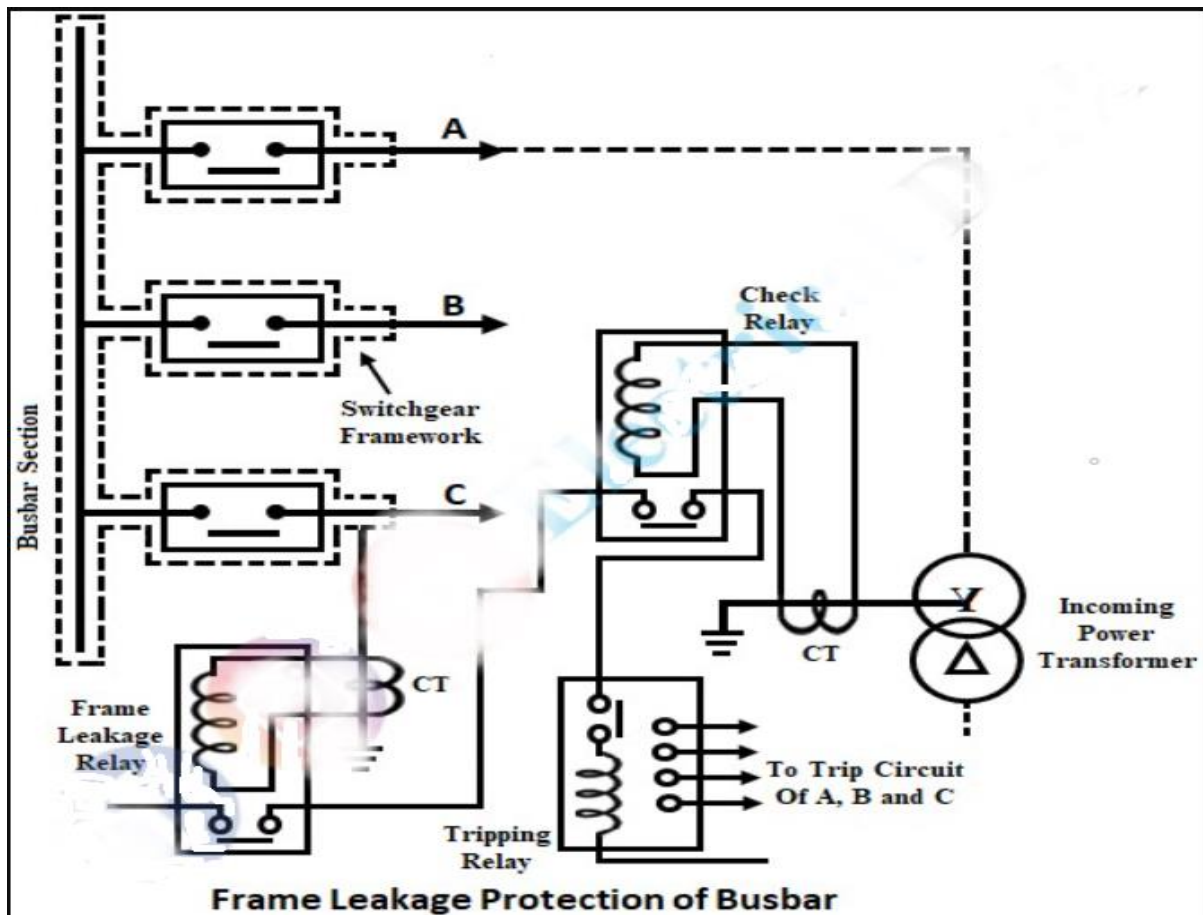 A
B
Switchgear
Framework
Check
Relay
Busbar Section
C
Y
Incoming
Power
Transformer
CT
CT
Frame
Leakage
Relay
To Trip Circuit
Of A, B and C
Tripping
Relay
Frame Leakage Protection of Busbar